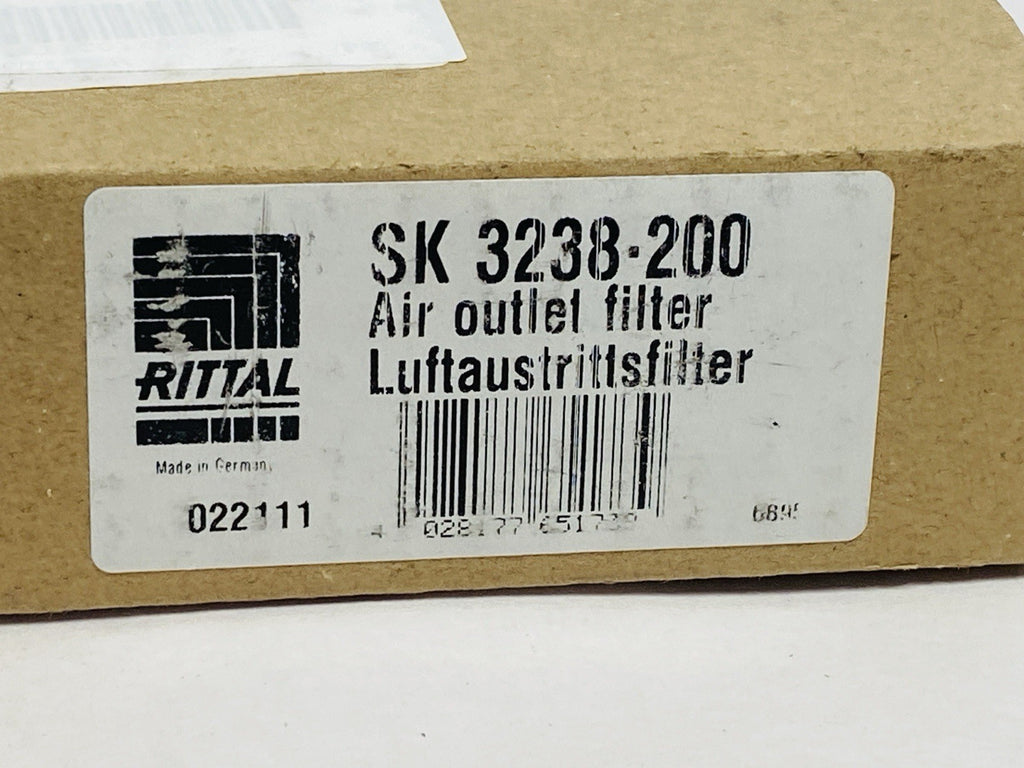 SK 3238-200
Air outlet filter
Luftaustrittsfilter
RITTAL
Made in Germany
022111